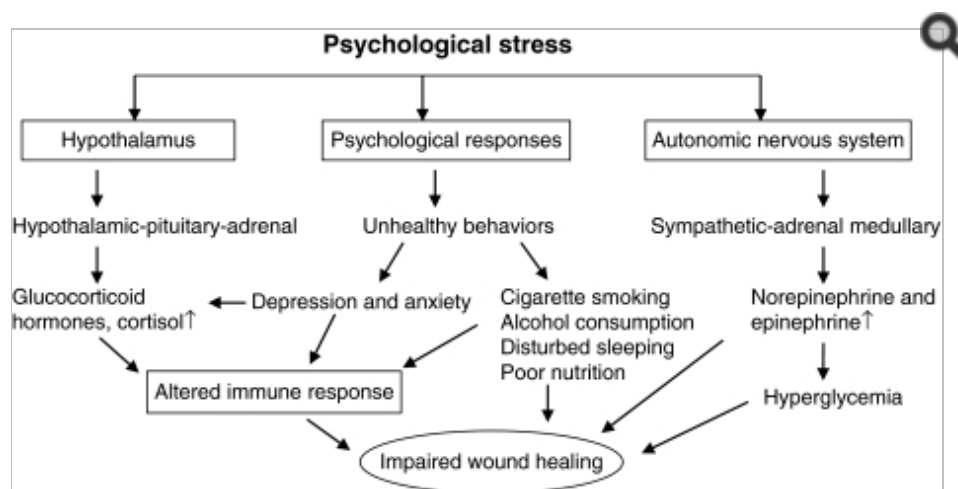 Psychological stress
Hypothalamus
Psychological responses
Autonomic nervous system
Hypothalamic-pituitary-adrenal
Unhealthy behaviors
Sympathetic-adrenal medullary
Glucocorticoid
hormones, cortisol↑
Depression and anxiety
Cigarette smoking
Alcohol consumption
Disturbed sleeping
Poor nutrition
Norepinephrine and
epinephrine↑
Altered immune response
Hyperglycemia
Impaired wound healing